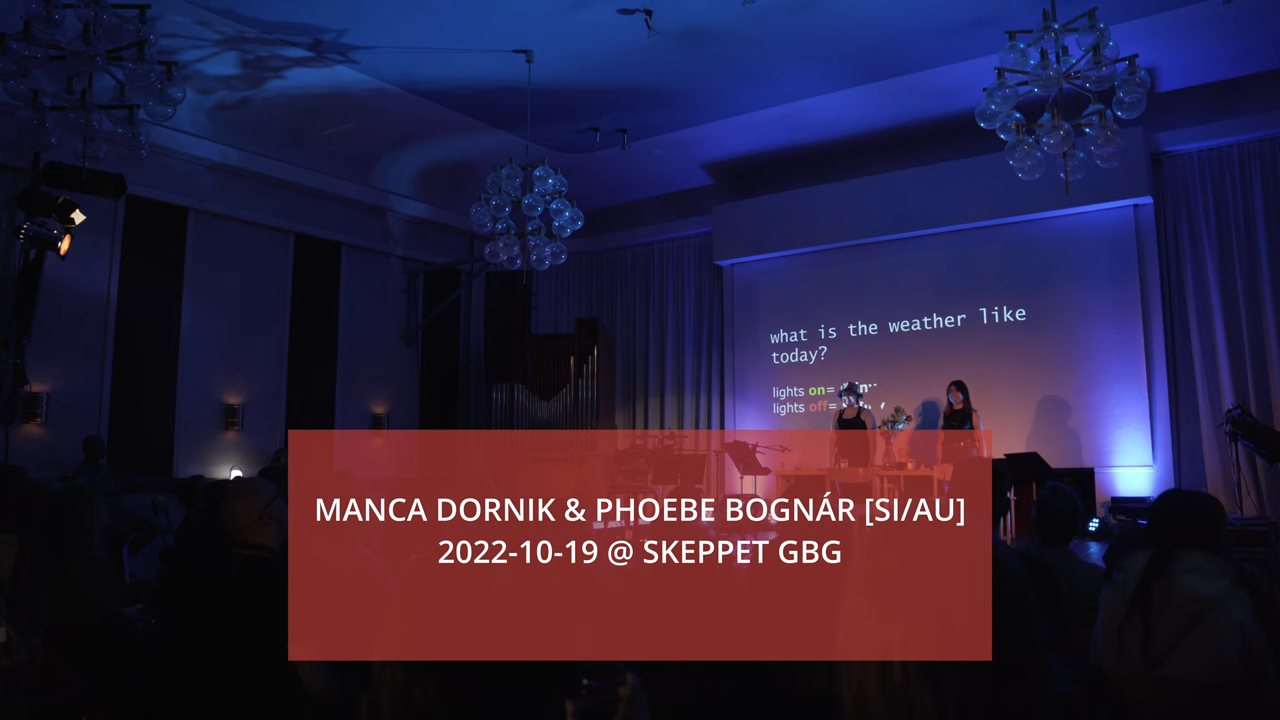 what is the weather like
today?
lights on=
lights off=
MANCA DORNIK & PHOEBE BOGNÁR [SI/AU]
2022-10-19 @ SKEPPET GBG